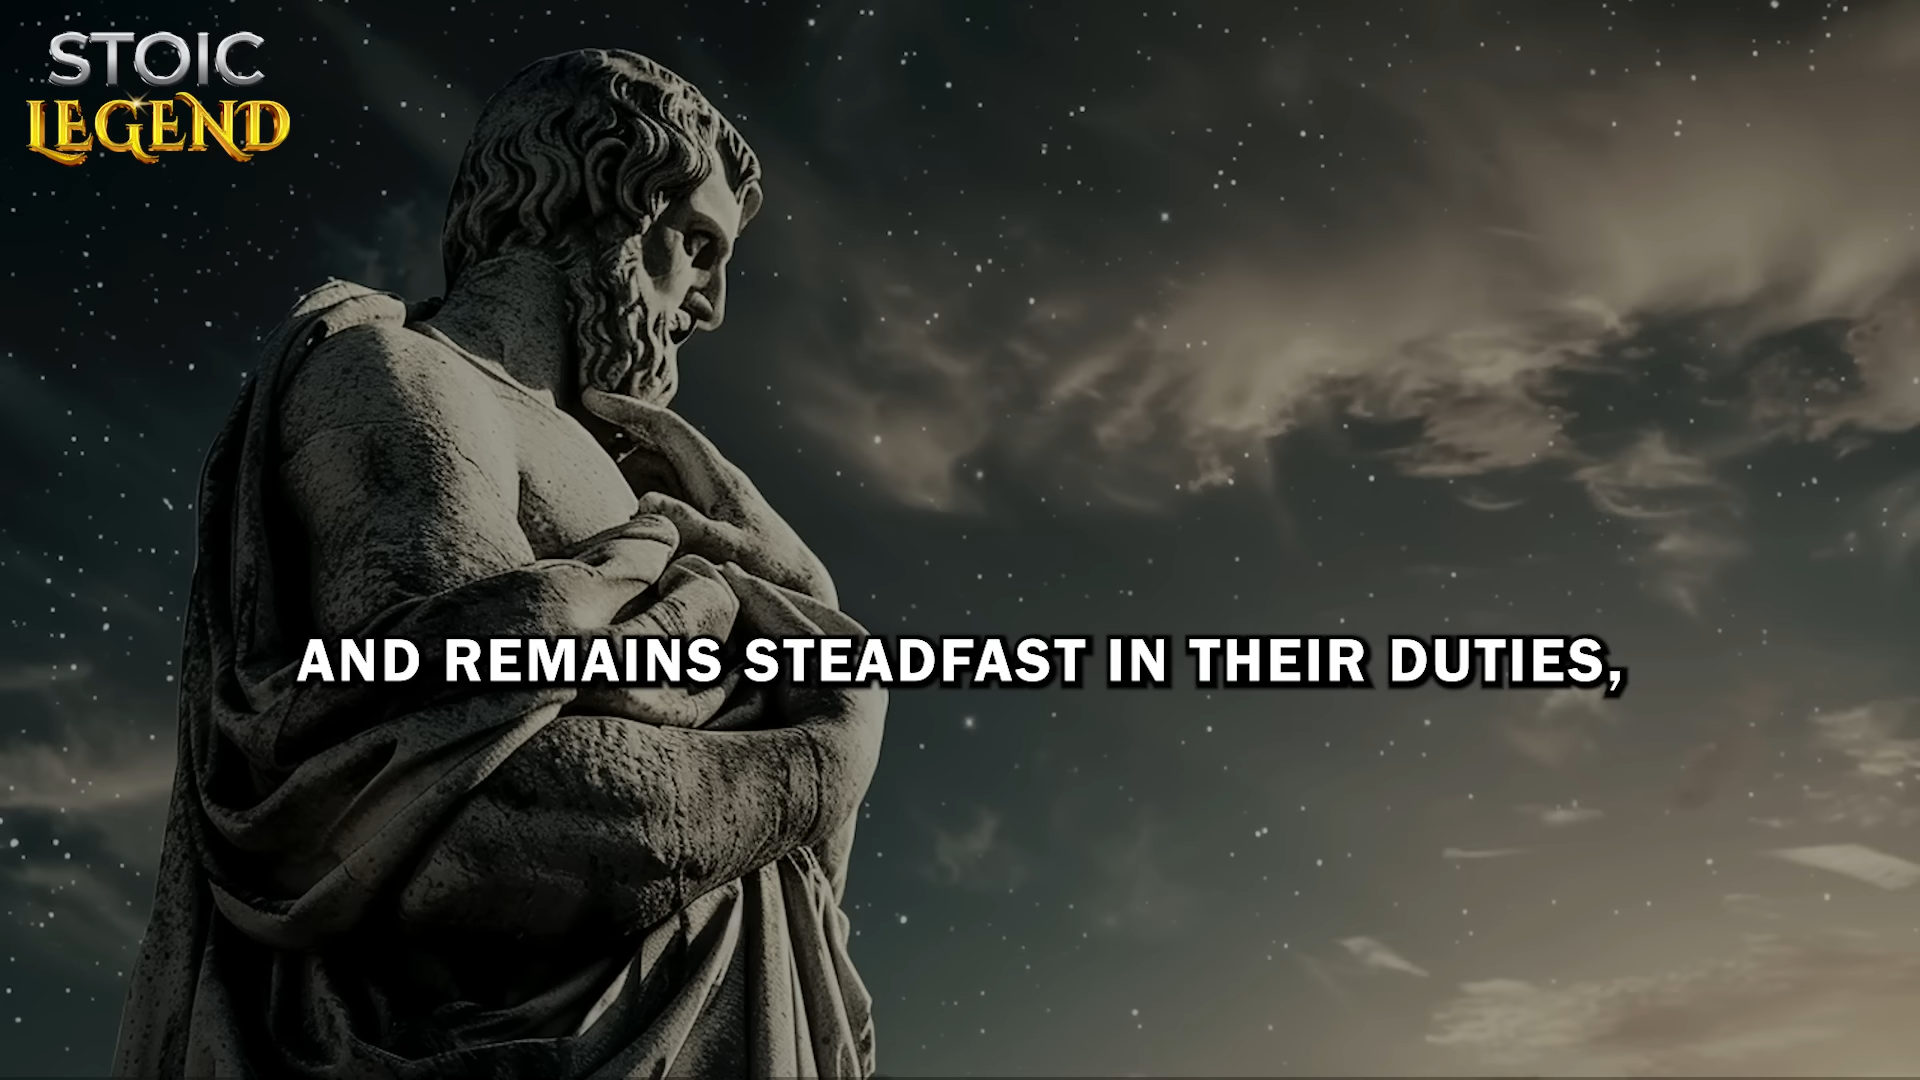 STOIC
LEGEND
AND REMAINS STEADFAST IN THEIR DUTIES,